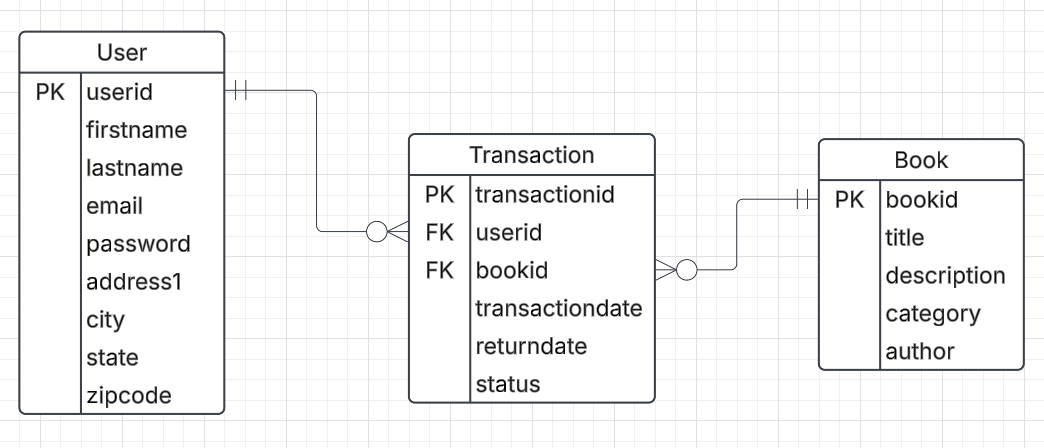 User
PK userid
firstname
lastname
email
password
address1
city
state
zipcode
Transaction
PK transactionid
FK userid
FK bookid
transactiondate
returndate
status
Book
PK bookid
title
description
category
author